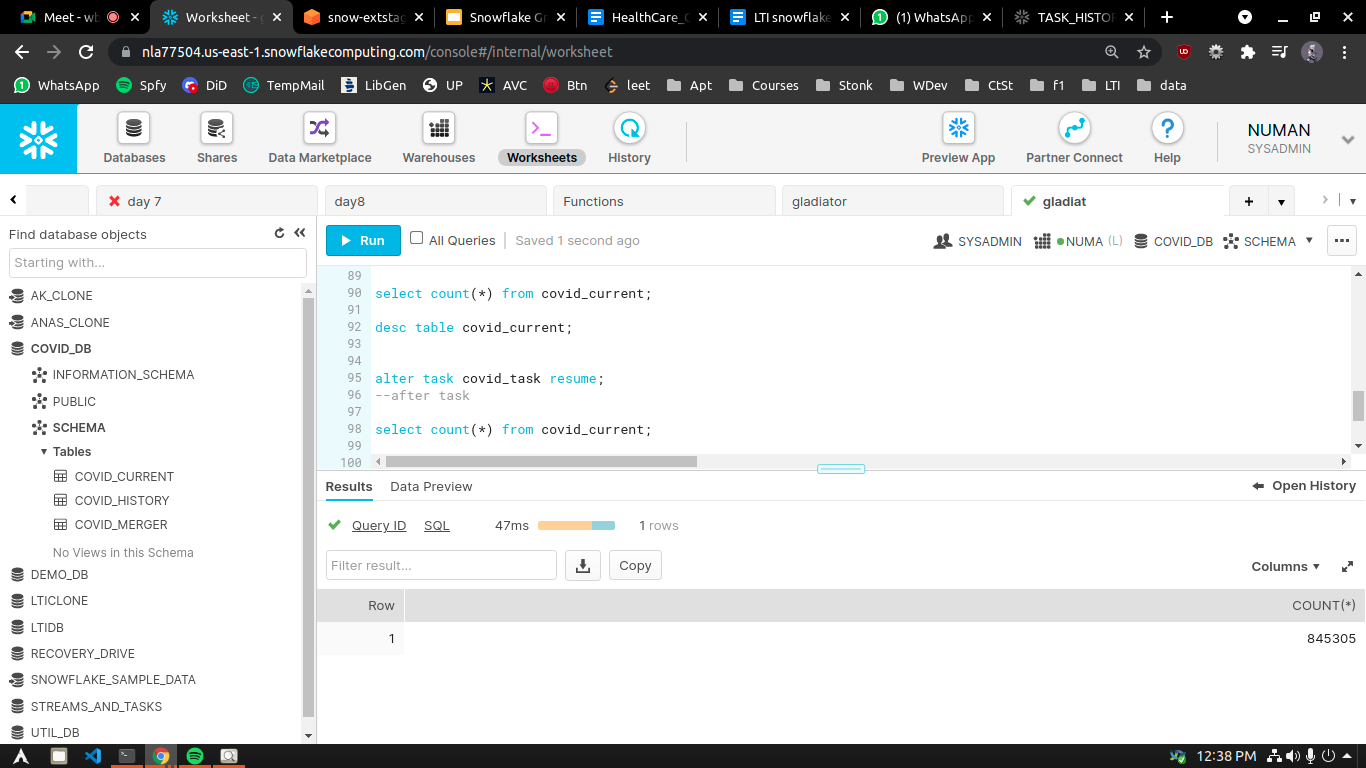 Meet - wb
Worksheet - g
snow-extstag
Snowflake Gr
HealthCare_C
LTI snowflake
(1) WhatsApp
TASK_HISTOR
nla77504.us-east-1.snowflakecomputing.com/console#/internal/worksheet
WhatsApp Spfy DiD TempMail LibGen UP AVC Btn leet Apt Courses Stonk WDev CtSt f1 LTI data
Databases
Shares
Data Marketplace
Warehouses
Worksheets
History
Preview App
Partner Connect
Help
NUMAN
SYSADMIN
day 7
day8
Functions
gladiator
gladiat
Find database objects
Starting with...
AK_CLONE
ANAS_CLONE
COVID_DB
INFORMATION_SCHEMA
PUBLIC
SCHEMA
Tables
COVID_CURRENT
COVID_HISTORY
COVID_MERGER
No Views in this Schema
DEMO_DB
LTICLONE
LTIDB
RECOVERY_DRIVE
SNOWFLAKE_SAMPLE_DATA
STREAMS_AND_TASKS
UTIL_DB
Run All Queries Saved 1 second ago SYSADMIN NUMA (L) COVID_DB SCHEMA
89
90 select count(*) from covid_current;
91
92 desc table covid_current;
93
94
95 alter task covid_task resume;
96 --after task
97
98 select count(*) from covid_current;
99
100
Results Data Preview Open History
Query ID SQL 47ms 1 rows
Filter result... Copy Columns
Row COUNT(*)
1 845305
12:38 PM